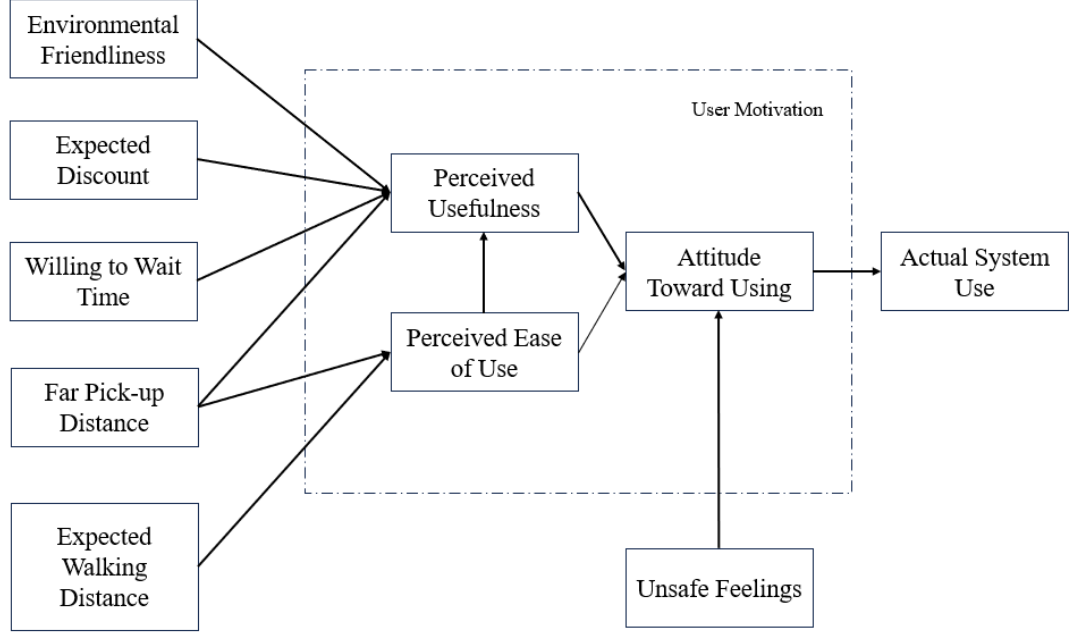 Environmental
Friendliness
Expected
Discount
Willing to Wait
Time
Far Pick-up
Distance
Expected
Walking
Distance
User Motivation
Perceived
Usefulness
Perceived Ease
of Use
Attitude
Toward Using
Actual System
Use
Unsafe Feelings